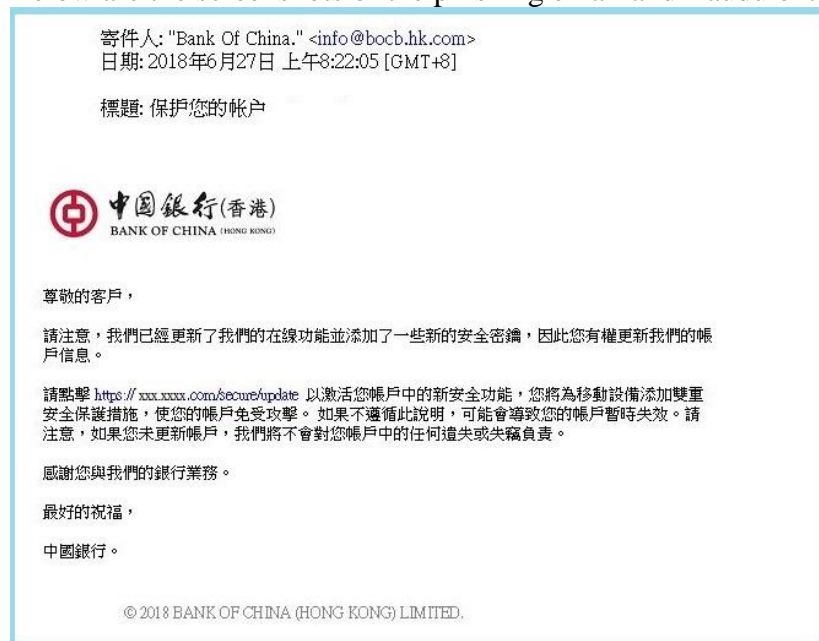 寄件人: "Bank Of China." <info@bocb.hk.com>
日期: 2018年6月27日 上午8:22:05 [GMT+8]
標題: 保护您的帐户
中國銀行(香港)
BANK OF CHINA (HONG KONG)
尊敬的客戶，
請注意，我們已經更新了我們的在線功能並添加了一些新的安全密鑰，因此您有權更新我們的帳
戶信息。
請點擊 https:// xxx.xxxx.com/secure/update 以激活您帳戶中的新安全功能，您將為移動設備添加雙重
安全保護措施，使您的帳戶免受攻擊。 如果不遵循此說明，可能會導致您的帳戶暫時失效。請
注意，如果您未更新帳戶，我們將不會對您帳戶中的任何遺失或失竊負責。
感謝您與我們的銀行業務。
最好的祝福，
中國銀行。
© 2018 BANK OF CHINA (HONG KONG) LIMITED.